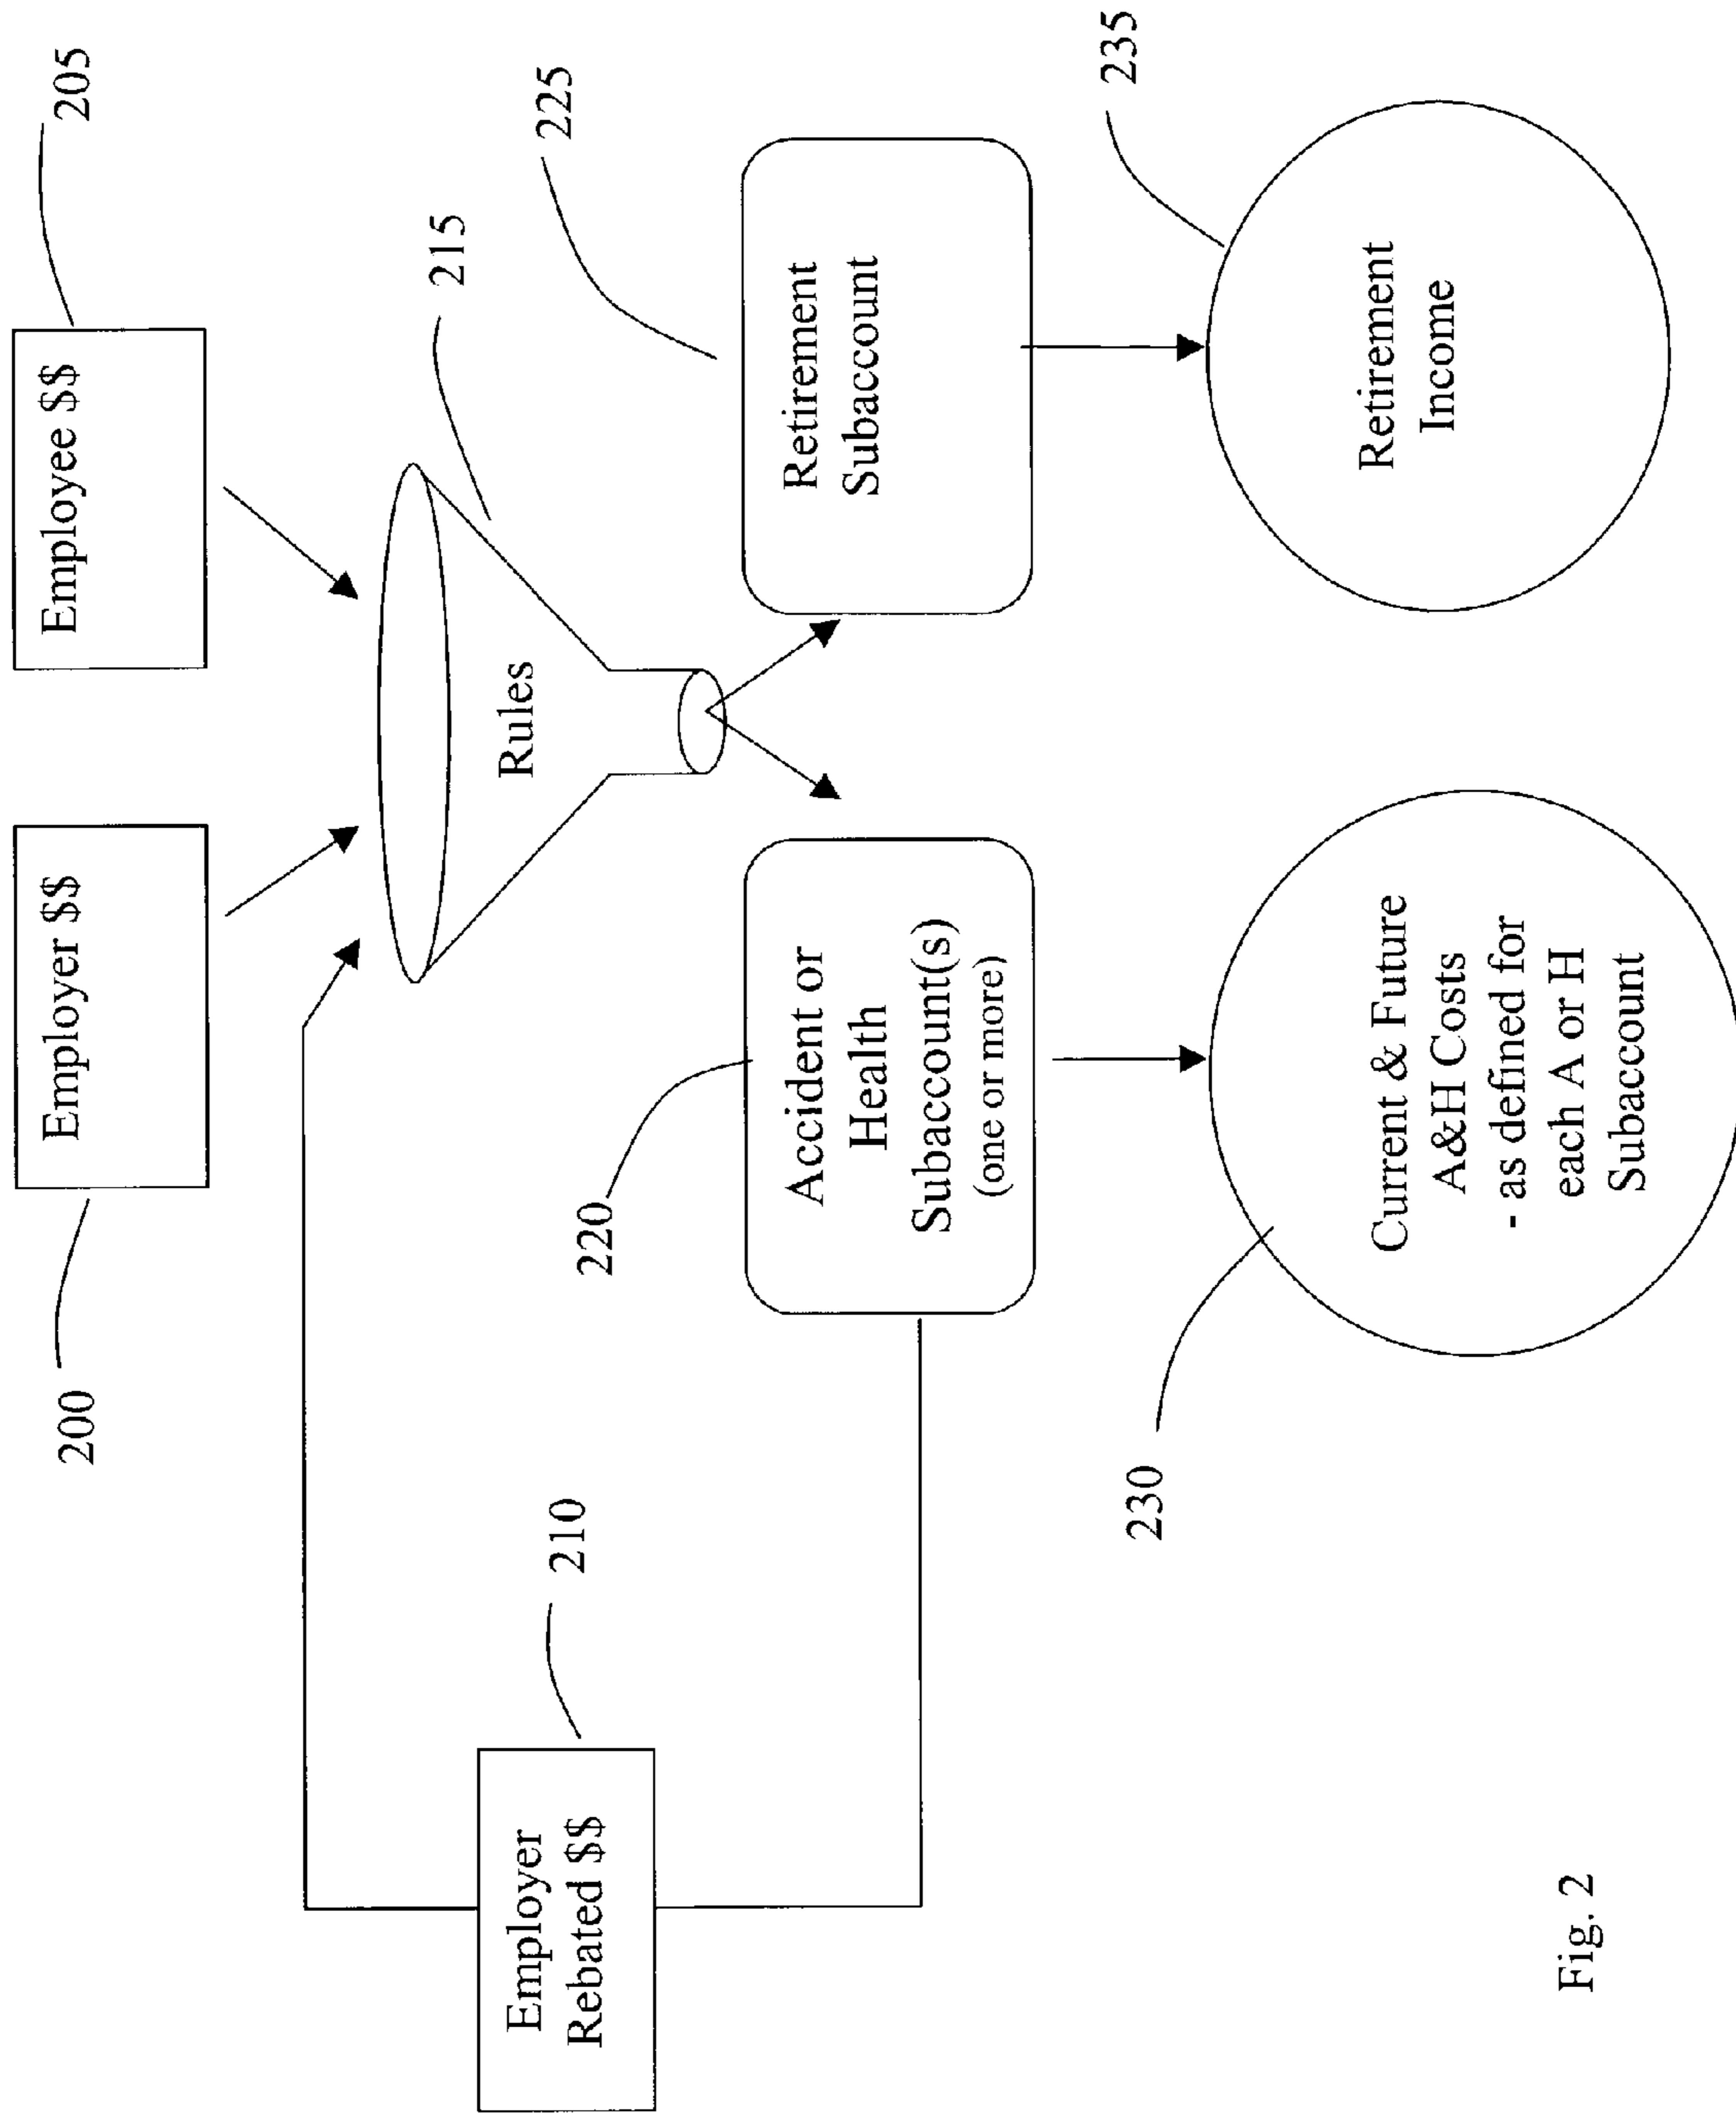 200
Employer $$
Employee $$
205
Employer
Rebated $$
210
Rules
215
220
Accident or
Health
Subaccount(s)
(one or more)
Retirement
Subaccount
225
230
Current & Future
A&H Costs
- as defined for
each A or H
Subaccount
Retirement
Income
235
Fig. 2